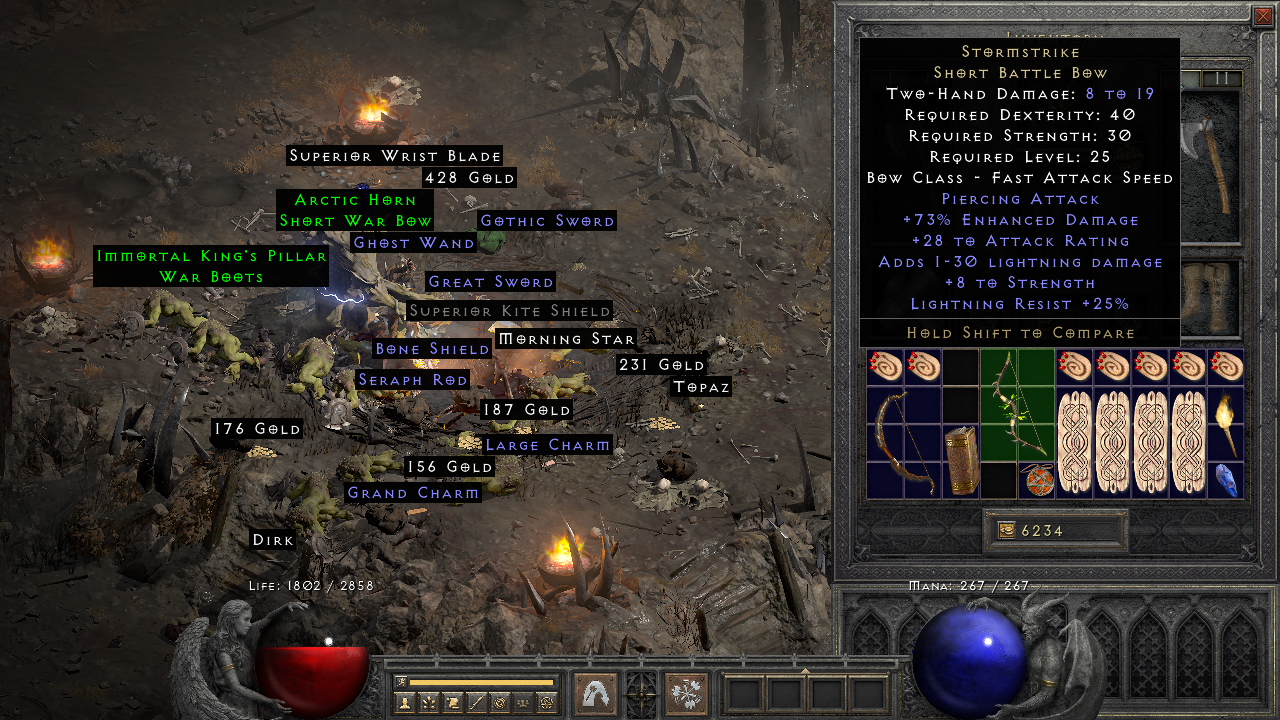 Inventory
Stormstrike
Short Battle Bow
Two-Hand Damage: 8 to 19
Required Dexterity: 40
Required Strength: 30
Required Level: 25
Bow Class - Fast Attack Speed
Piercing Attack
+73% Enhanced Damage
+28 to Attack Rating
Adds 1-30 lightning damage
+8 to Strength
Lightning Resist +25%
Hold Shift to Compare
II
Superior Wrist Blade
428 Gold
Arctic Horn
Short War Bow
Gothic Sword
Ghost Wand
Immortal King's Pillar
War Boots
Great Sword
Superior Kite Shield
Morning Star
Bone Shield
231 Gold
Seraph Rod
Topaz
187 Gold
176 Gold
Large Charm
156 Gold
Grand Charm
Dirk
6234
Life: 1802 / 2858
Mana: 267 / 267